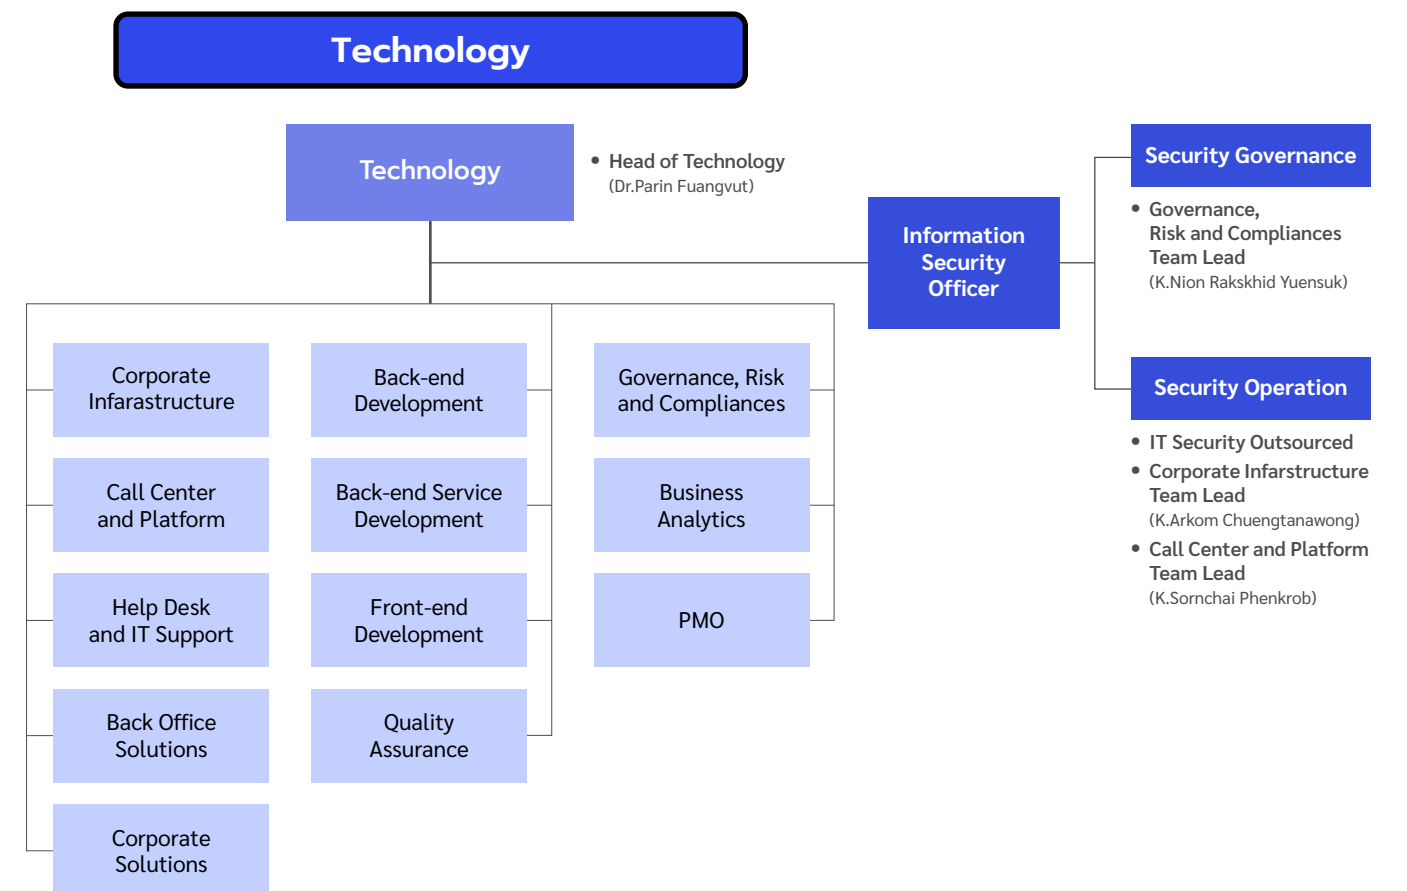 Technology
Technology
• Head of Technology
(Dr.Parin Fuangvut)
Information
Security
Officer
Security Governance
• Governance,
Risk and Compliances
Team Lead
(K.Nion Rakskhid Yuensuk)
Security Operation
• IT Security Outsourced
• Corporate Infarstructure
Team Lead
(K.Arkom Chuengtanawong)
• Call Center and Platform
Team Lead
(K.Sornchai Phenkrob)
Corporate
Infarastructure
Call Center
and Platform
Help Desk
and IT Support
Back Office
Solutions
Corporate
Solutions
Back-end
Development
Back-end Service
Development
Front-end
Development
Quality
Assurance
Governance, Risk
and Compliances
Business
Analytics
PMO